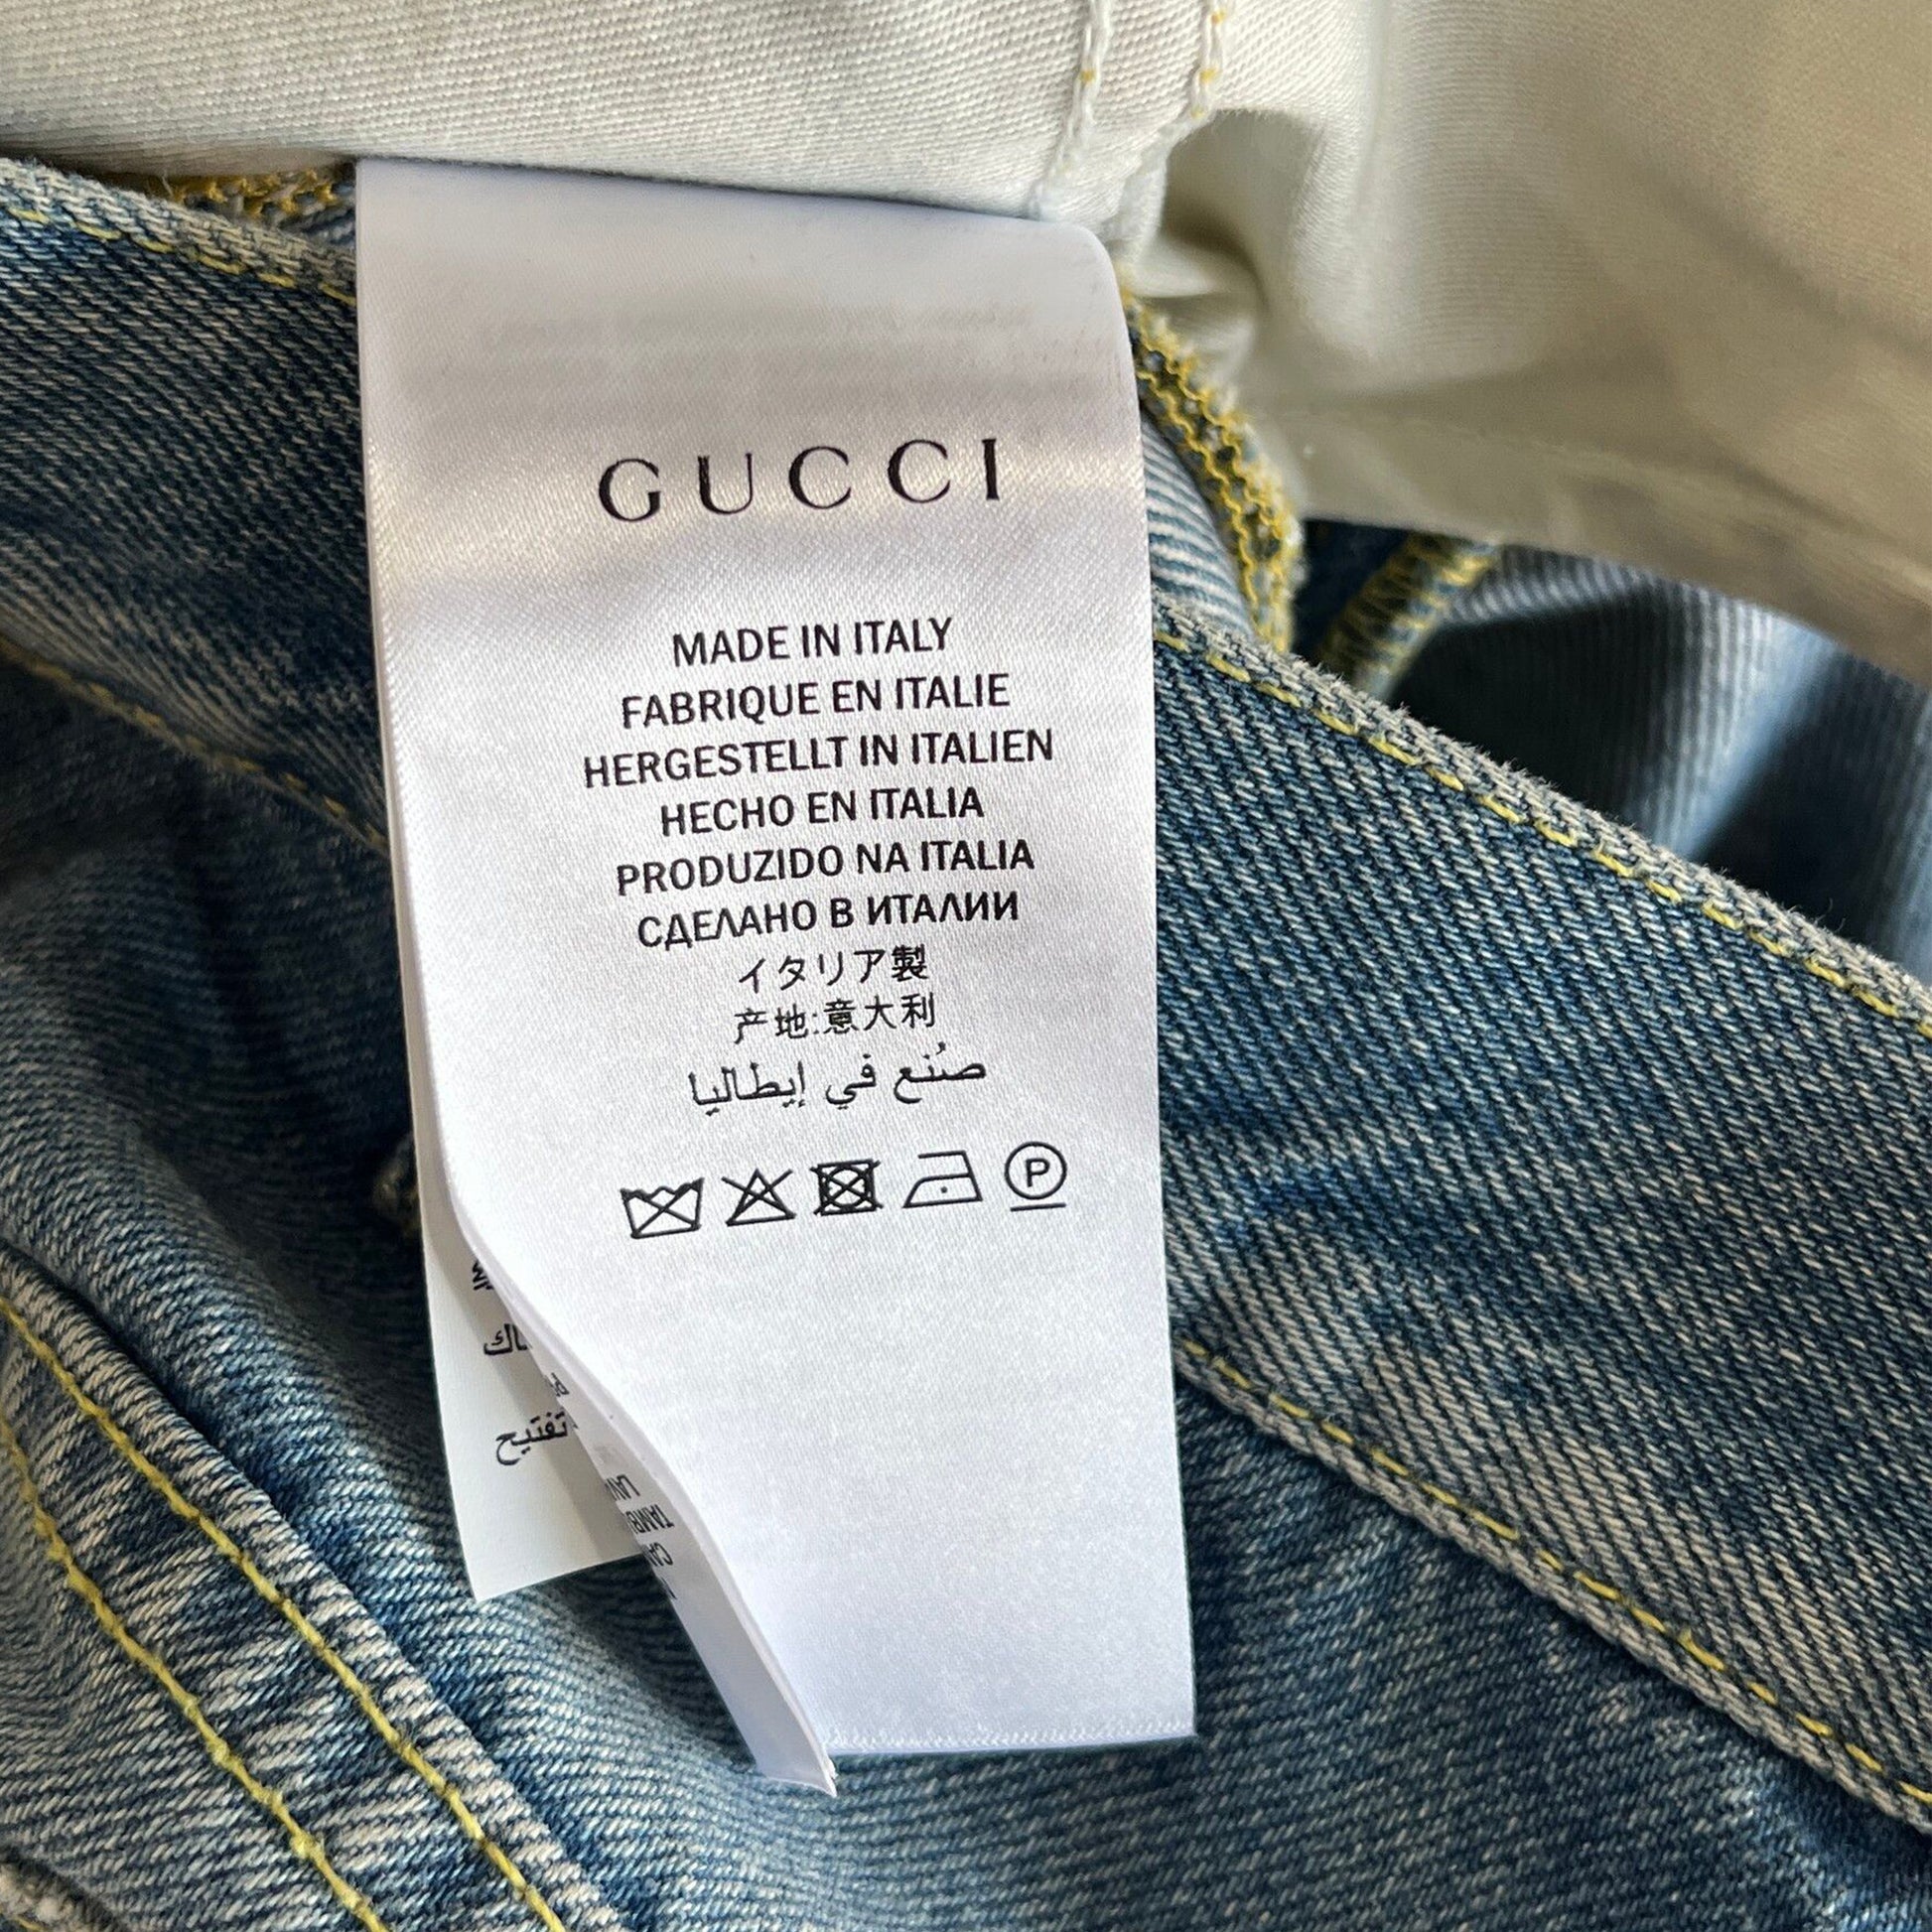 GUCCI
MADE IN ITALY
FABRIQUE EN ITALIE
HERGESTELLT IN ITALIEN
HECHO EN ITALIA
PRODUZIDO NA ITALIA
СДЕЛАНО В ИТАЛИИ
イタリア製
产地:意大利
صُنع في إيطاليا
P
تفتيح